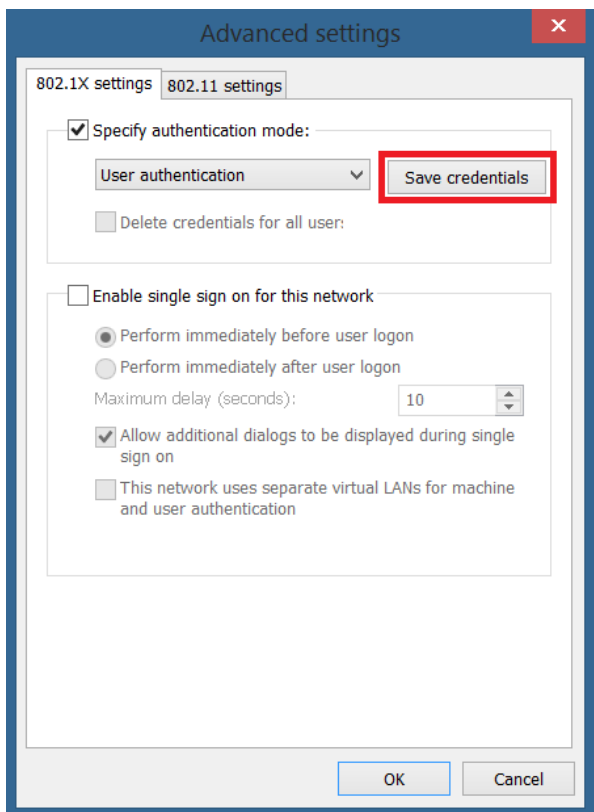 Advanced settings
802.1X settings 802.11 settings
Specify authentication mode:
User authentication Save credentials
Delete credentials for all user:
Enable single sign on for this network
Perform immediately before user logon
Perform immediately after user logon
Maximum delay (seconds): 10
Allow additional dialogs to be displayed during single
sign on
This network uses separate virtual LANs for machine
and user authentication
OK Cancel